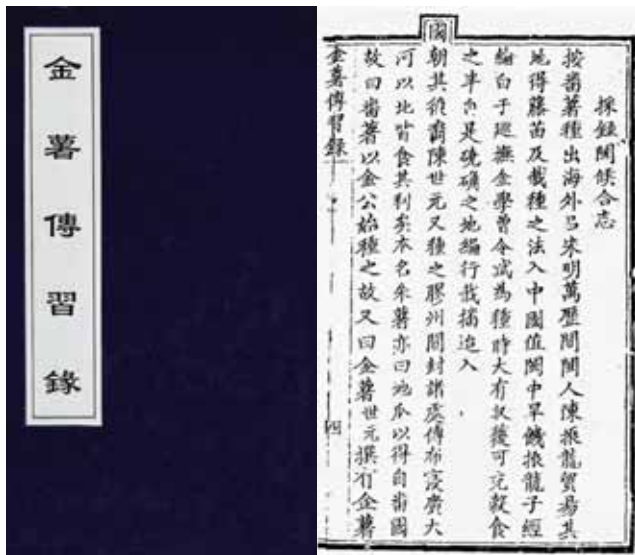 金薯傳習錄
採錄閩侯合志
按番薯種出海外呂宋明萬歷間閩人陳振龍貿易其
地得藤苗及栽種之法入中國值閩中旱饑振龍子經
綸白于巡撫金學曾令試為種時大有收穫可充穀食
之半自是硗磽之地遍行栽插迨入
國朝其後裔陳世元又種之膠州開封諸處傳布寖廣大
河以北皆食其利矣本名朱薯亦曰地瓜以得自番國
故曰番薯以金公始種之故又曰金薯世元撰有金薯
金薯傳習錄 四